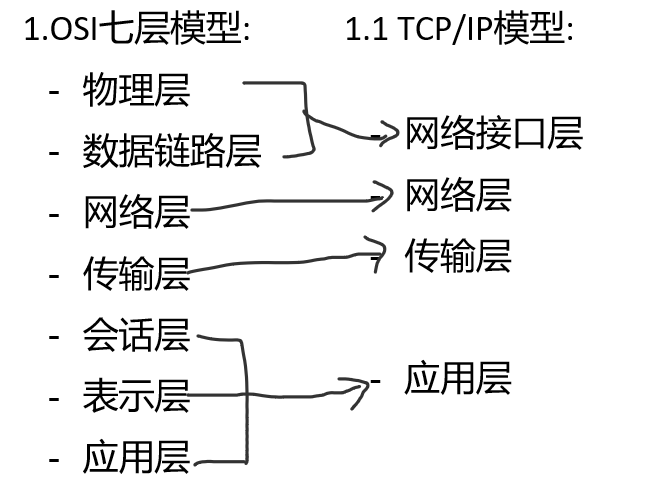 1.OSI七层模型:
- 物理层
- 数据链路层
- 网络层
- 传输层
- 会话层
- 表示层
- 应用层
1.1 TCP/IP模型:
- 网络接口层
- 网络层
- 传输层
- 应用层